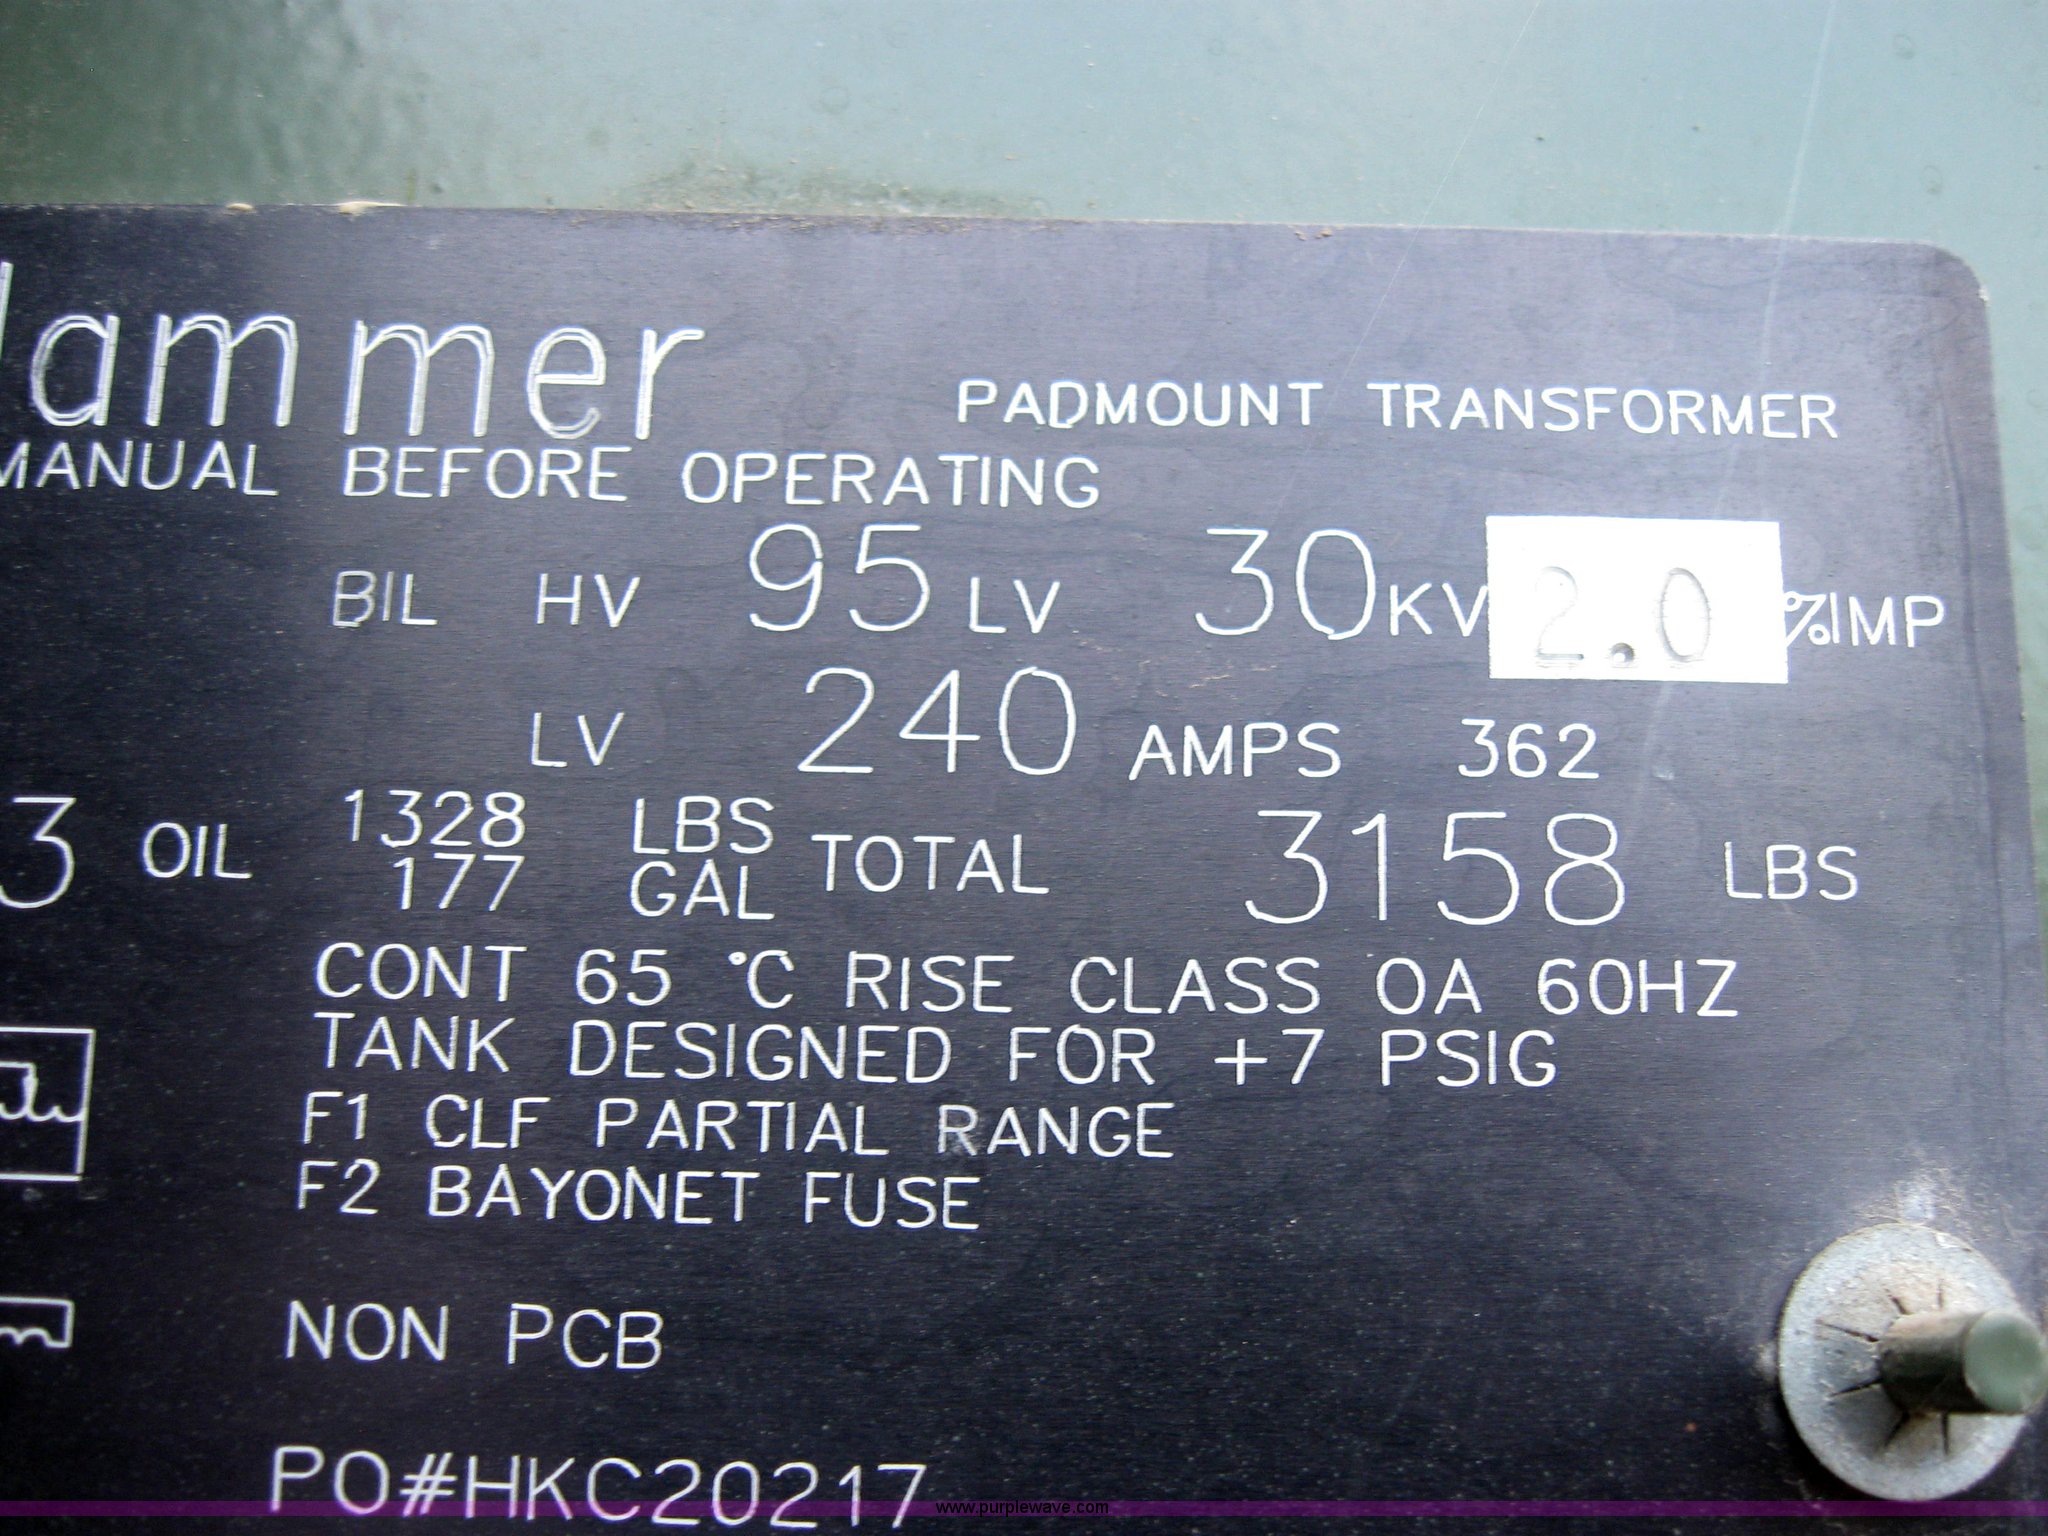 lammer
PADMOUNT TRANSFORMER
MANUAL BEFORE OPERATING
BIL HV 95 LV 30 KV 2.0 %IMP
LV 240 AMPS 362
3 OIL 1328 LBS
177 GAL
TOTAL 3158 LBS
CONT 65 °C RISE CLASS OA 60HZ
TANK DESIGNED FOR +7 PSIG
F1 CLF PARTIAL RANGE
F2 BAYONET FUSE
NON PCB
PO#HKC20217
www.purplewave.com